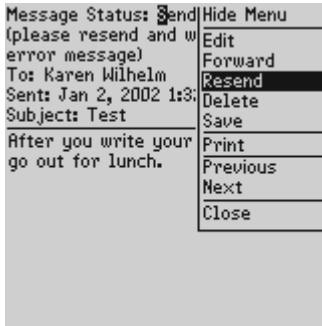 Message Status: Send
(please resend and w
error message)
To: Karen Wilhelm
Sent: Jan 2, 2002 1:3
Subject: Test
After you write your
go out for lunch.
Hide Menu
Edit
Forward
Resend
Delete
Save
Print
Previous
Next
Close